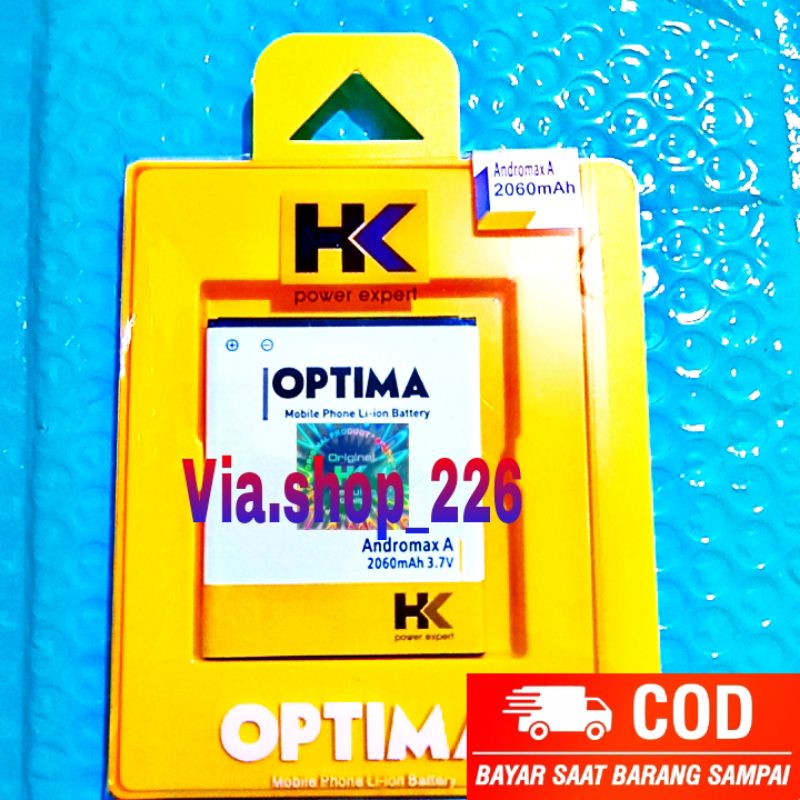 Andromax A
2060mAh
HK
power expert
OPTIMA
Mobile Phone Li-ion Battery
Original
HK
Via.shop_226
Andromax A
2060mAh 3.7V
HK
power expert
OPTIMA
Mobile Phone Li-ion Battery
COD
BAYAR SAAT BARANG SAMPAI